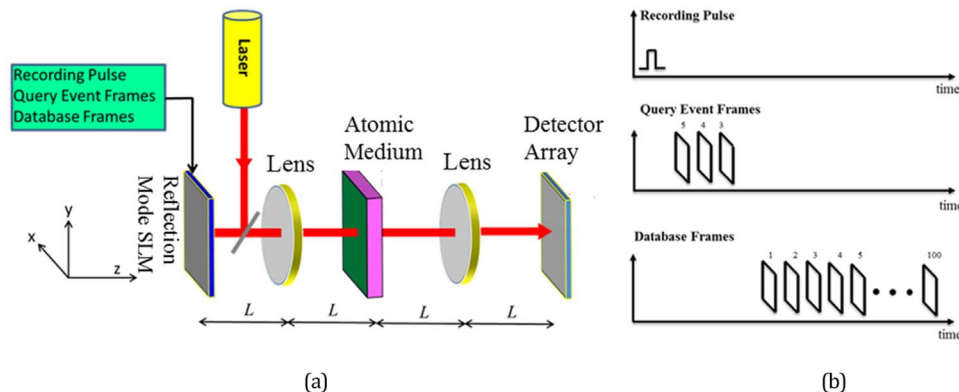 Recording Pulse
Query Event Frames
Database Frames
Laser
Lens
Atomic
Medium
Lens
Detector
Array
Reflection
Mode SLM
y
x
z
L
L
L
L
(a)
Recording Pulse
time
Query Event Frames
5 4 3
time
Database Frames
1 2 3 4 5 100
time
(b)